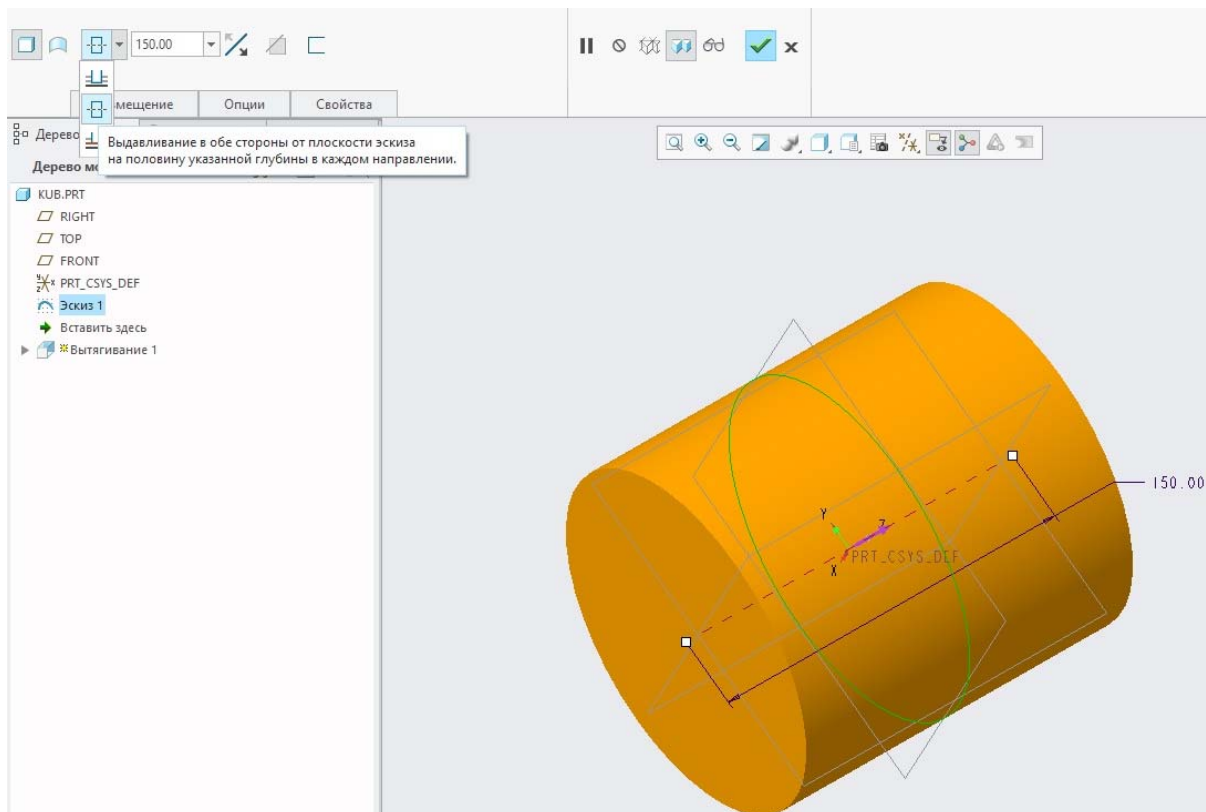 150.00
мещение
Опции
Свойства
Дерево
Выдавливание в обе стороны от плоскости эскиза
на половину указанной глубины в каждом направлении.
Дерево мо
KUB.PRT
RIGHT
TOP
FRONT
PRT_CSYS_DEF
Эскиз 1
Вставить здесь
Вытягивание 1
150.00
Y
Z
PRT_CSYS_DEF
X